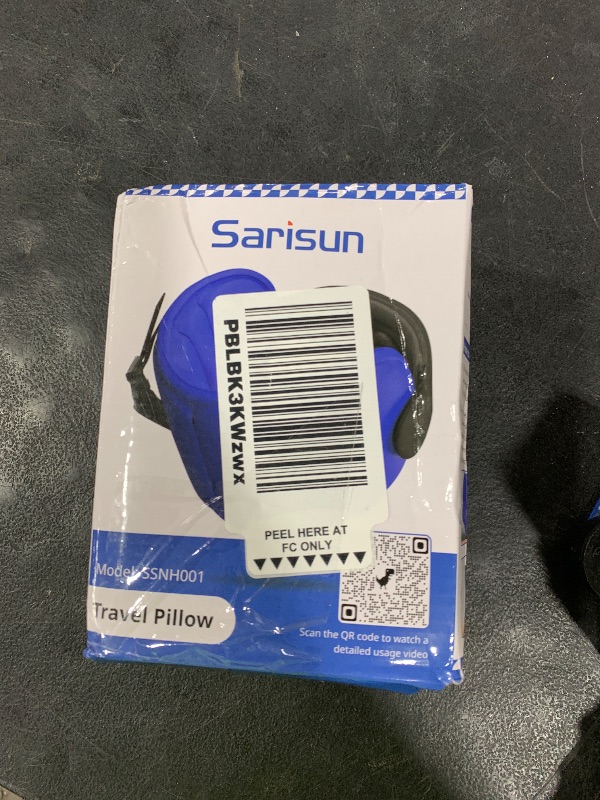 Sarisun
PBLBK3KWzwx
PEEL HERE AT
FC ONLY
Model: SSNH001
Travel Pillow
Scan the QR code to watch a
detailed usage video